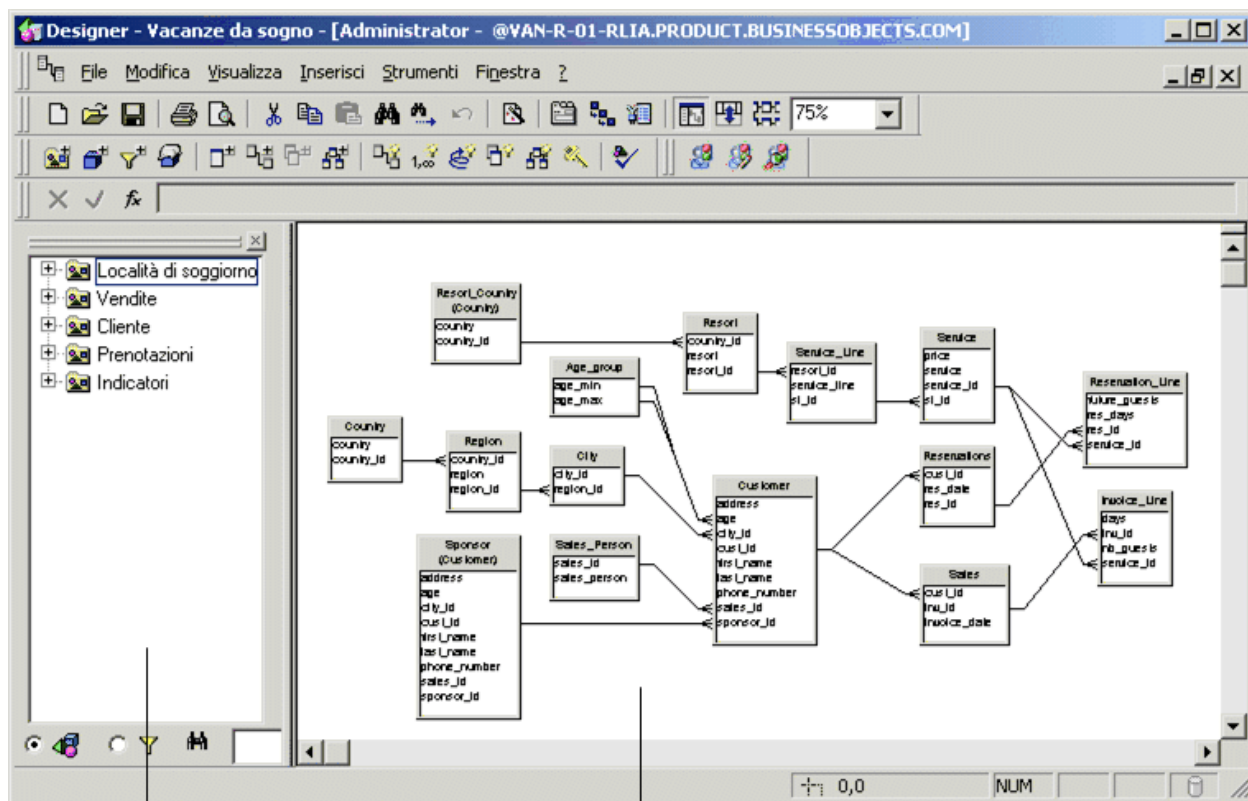 Designer - Vacanze da sogno - [Administrator - @VAN-R-01-RLIA.PRODUCT.BUSINESSOBJECTS.COM]
File Modifica Visualizza Inserisci Strumenti Finestra ?
75%
Località di soggiorno
Vendite
Cliente
Prenotazioni
Indicatori
Resort_Country
(Country)
country
country_id
Resort
country_id
resort
resort_id
Service_Line
resort_id
service_line
sl_id
Service
price
service
service_id
sl_id
Reservation_Line
future_guests
res_days
res_id
service_id
Age_group
age_min
age_max
Country
country
country_id
Region
country_id
region
region_id
City
city_id
region_id
Customer
address
age
city_id
cust_id
first_name
last_name
phone_number
sales_id
sponsor_id
Reservations
cust_id
res_date
res_id
Invoice_Line
days
inv_id
nb_guests
service_id
Sponsor
(Customer)
address
age
city_id
cust_id
first_name
last_name
phone_number
sales_id
sponsor_id
Sales_Person
sales_id
sales_person
Sales
cust_id
inv_id
invoice_date
0,0
NUM